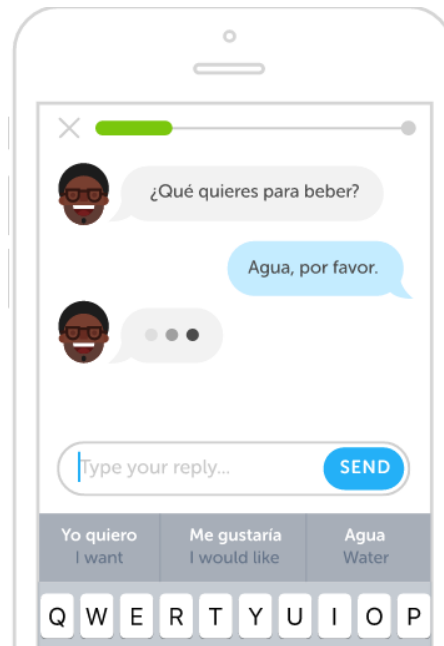 ¿Qué quieres para beber?
Agua, por favor.
Type your reply...
SEND
Yo quiero
I want
Me gustaría
I would like
Agua
Water
Q W E R T Y U I O P